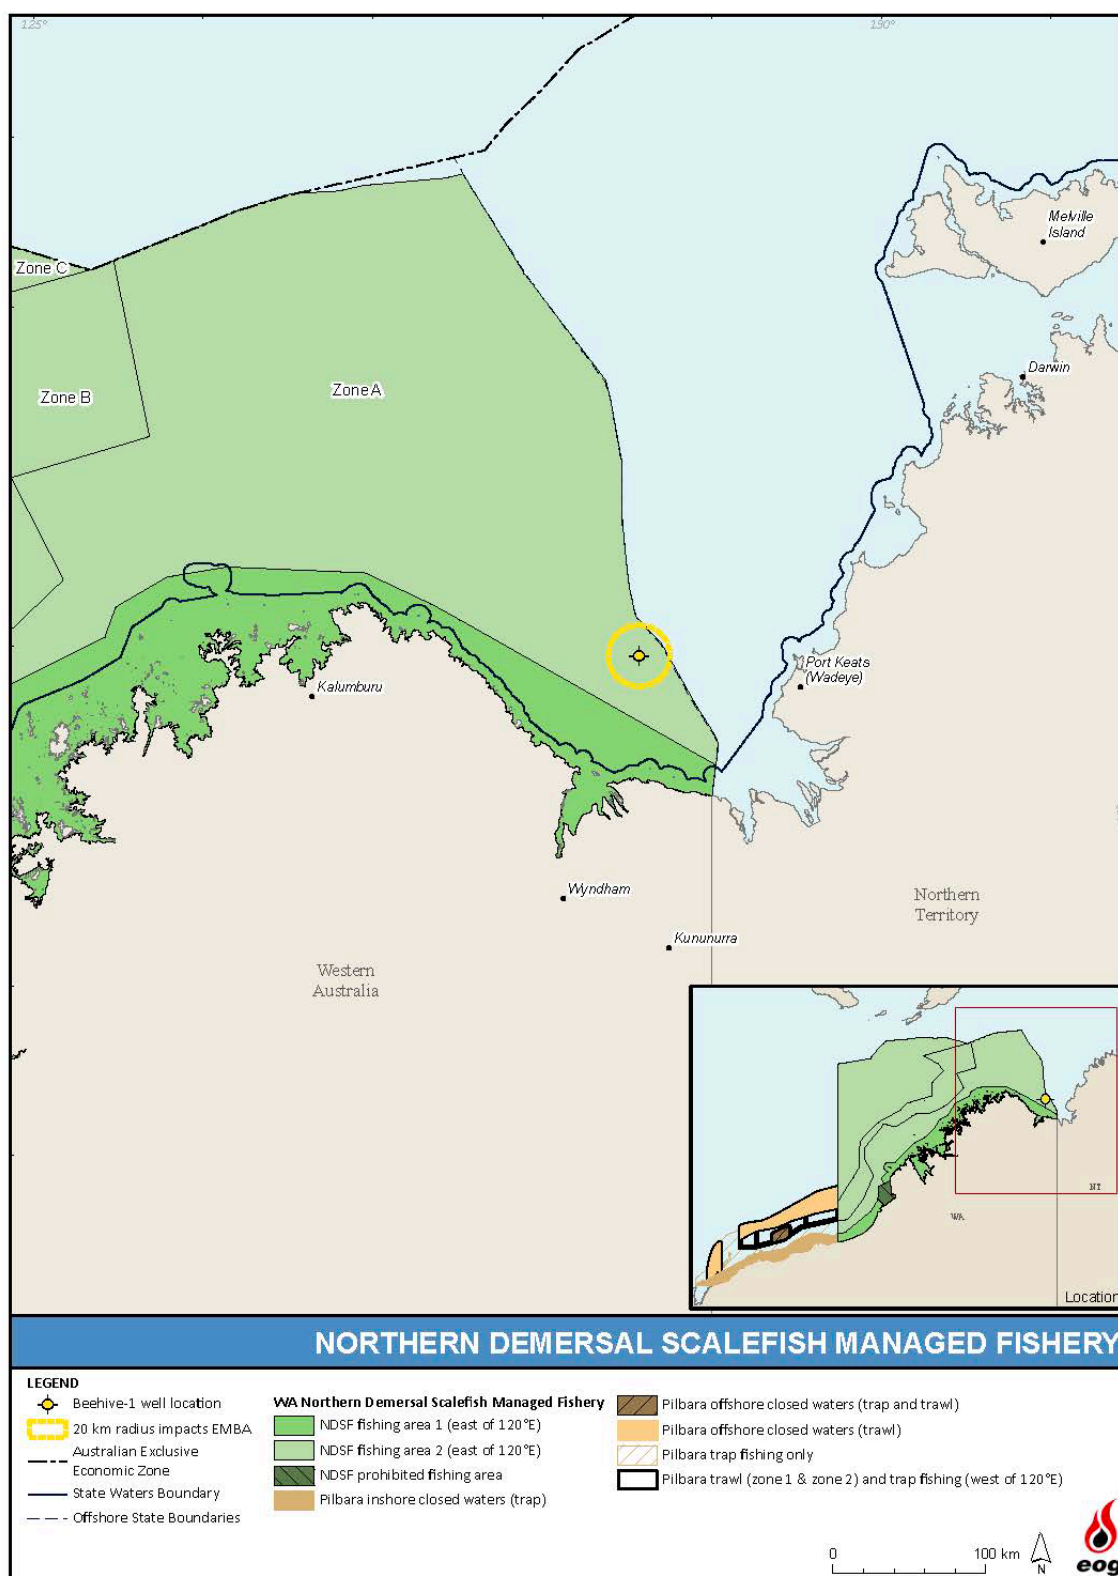 125°
130°
Melville
Island
Zone C
Darwin
Zone B
Zone A
Port Keats
(Wadeye)
Kalumburu
Wyndham
Northern
Territory
Kununurra
Western
Australia
NT
WA
Location
NORTHERN DEMERSAL SCALEFISH MANAGED FISHERY
LEGEND
Beehive-1 well location
20 km radius impacts EMBA
Australian Exclusive
Economic Zone
State Waters Boundary
Offshore State Boundaries
WA Northern Demersal Scalefish Managed Fishery
NDSF fishing area 1 (east of 120°E)
NDSF fishing area 2 (east of 120°E)
NDSF prohibited fishing area
Pilbara inshore closed waters (trap)
Pilbara offshore closed waters (trap and trawl)
Pilbara offshore closed waters (trawl)
Pilbara trap fishing only
Pilbara trawl (zone 1 & zone 2) and trap fishing (west of 120°E)
0 100 km
N
eog